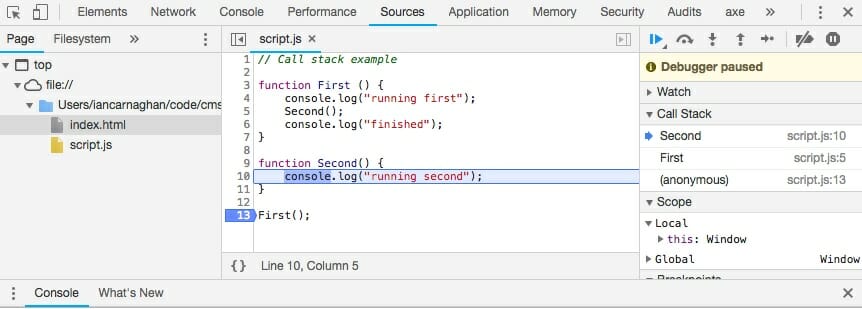 Elements Network Console Performance Sources Application Memory Security Audits axe »
Page Filesystem »
top
file://
Users/iancarnaghan/code/cms
index.html
script.js
script.js ×
1 // Call stack example
2
3 function First () {
4 console.log("running first");
5 Second();
6 console.log("finished");
7 }
8
9 function Second() {
10 console.log("running second");
11 }
12
13 First();
{} Line 10, Column 5
Debugger paused
Watch
Call Stack
Second script.js:10
First script.js:5
(anonymous) script.js:13
Scope
Local
this: Window
Global Window
Breakpoints
Console What's New